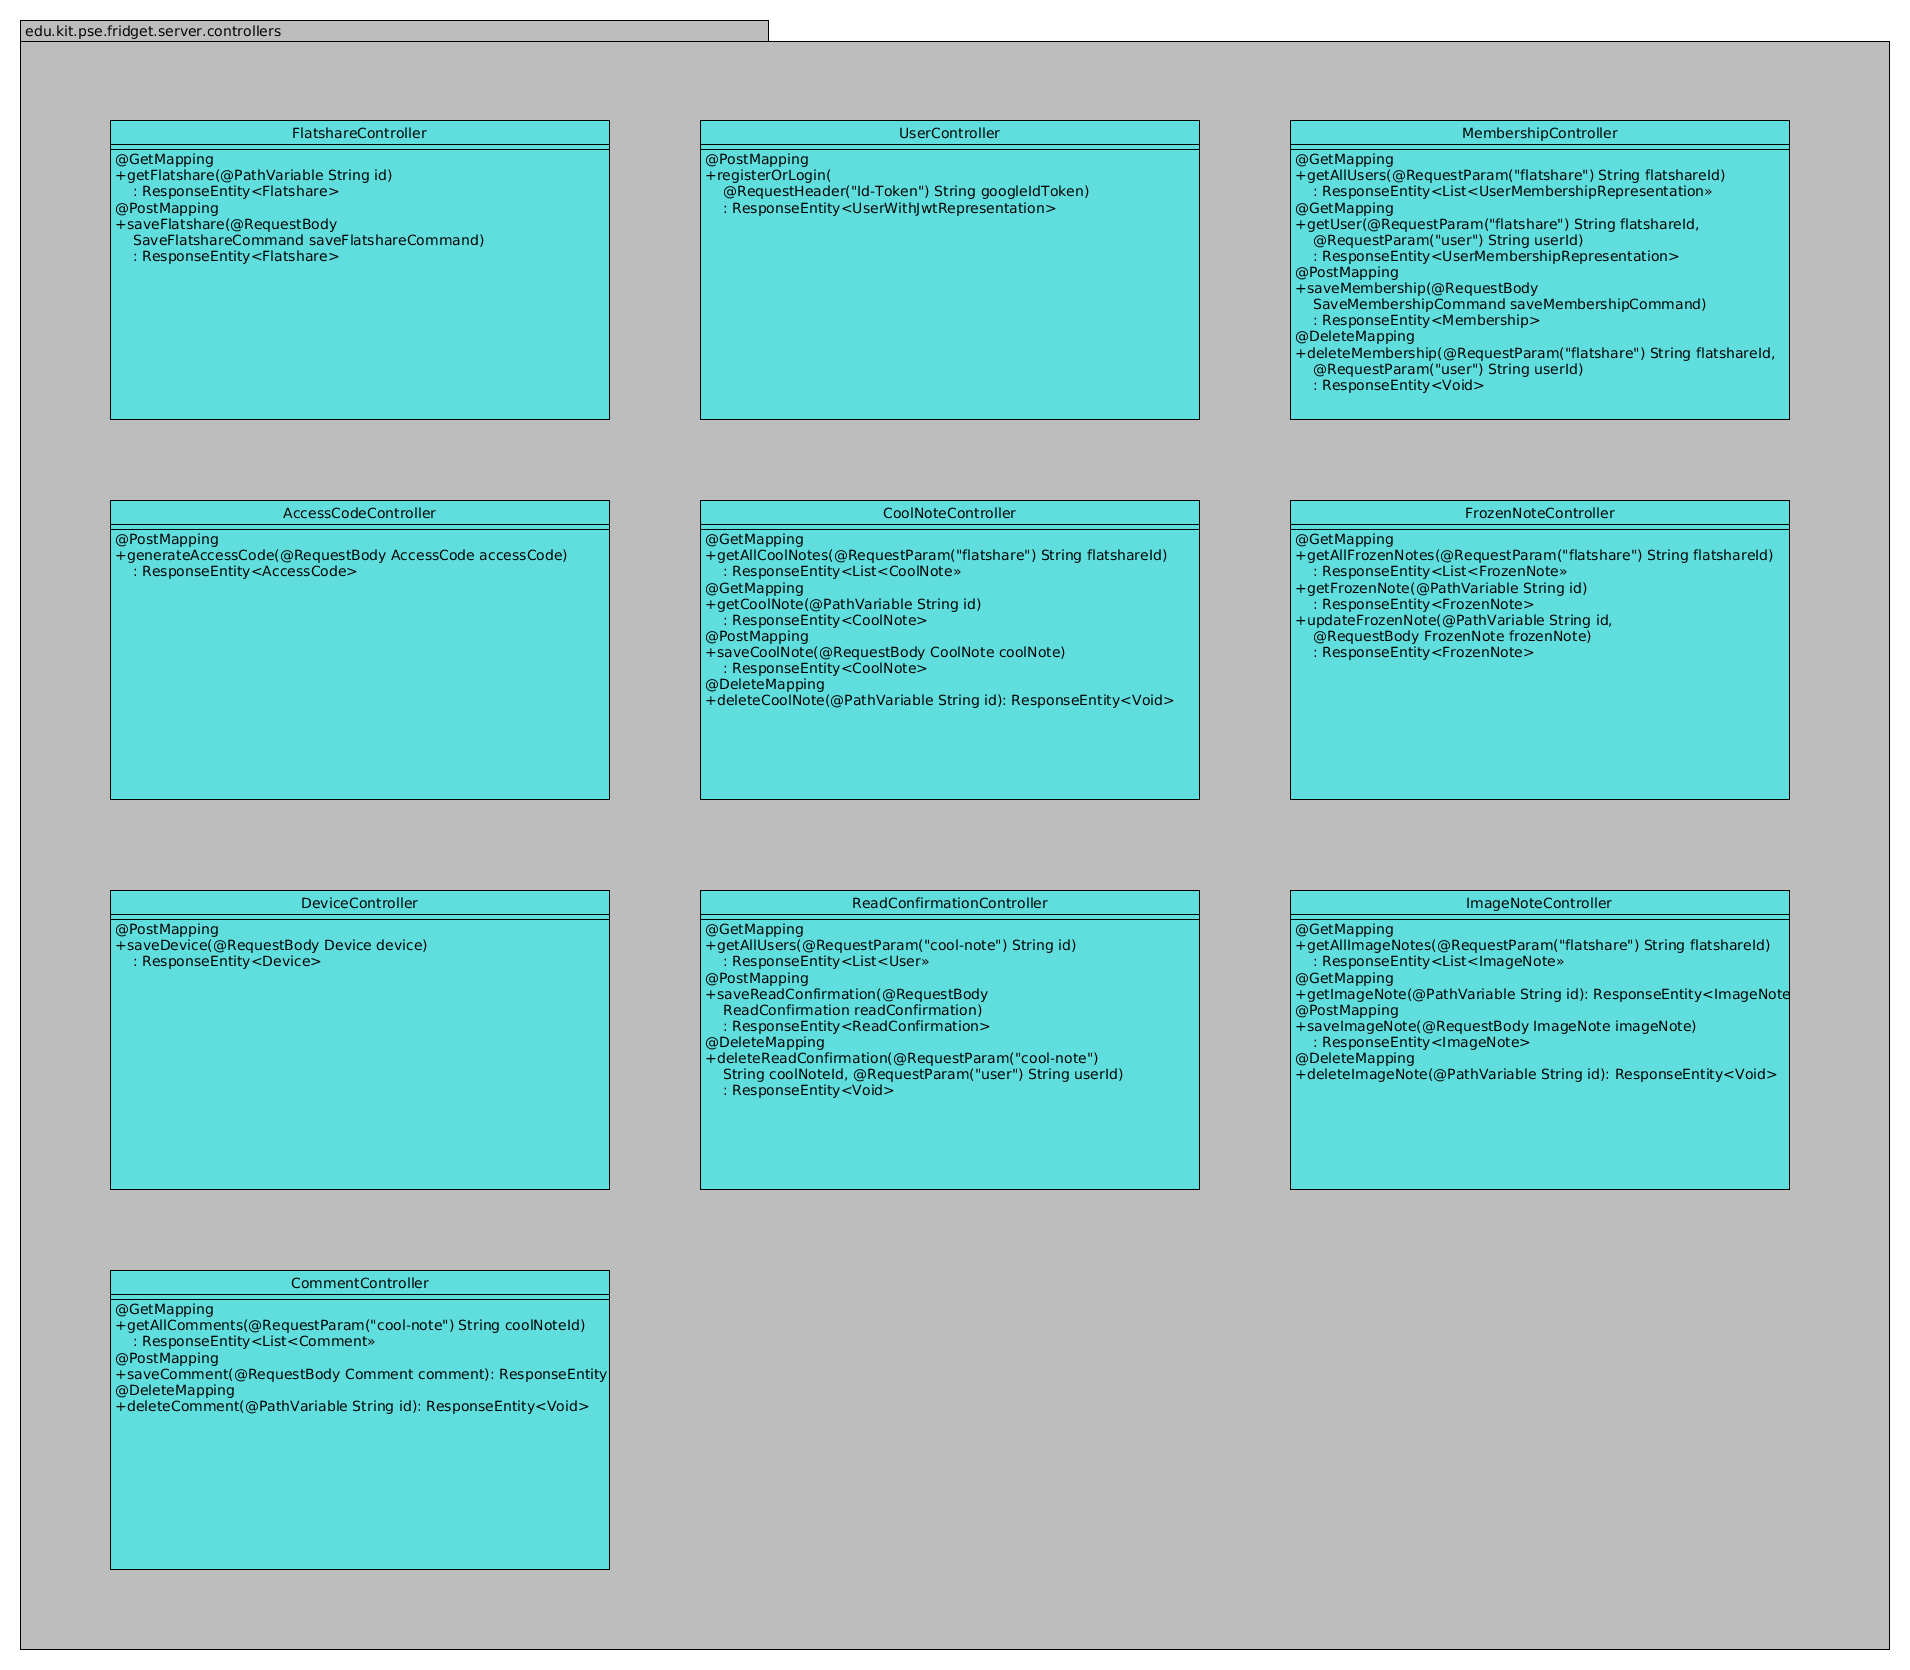 edu.kit.pse.fridget.server.controllers
FlatshareController
@GetMapping
+getFlatshare(@PathVariable String id)
: ResponseEntity<Flatshare>
@PostMapping
+saveFlatshare(@RequestBody
SaveFlatshareCommand saveFlatshareCommand)
: ResponseEntity<Flatshare>
UserController
@PostMapping
+registerOrLogin(
@RequestHeader("Id-Token") String googleIdToken)
: ResponseEntity<UserWithJwtRepresentation>
MembershipController
@GetMapping
+getAllUsers(@RequestParam("flatshare") String flatshareId)
: ResponseEntity<List<UserMembershipRepresentation»
@GetMapping
+getUser(@RequestParam("flatshare") String flatshareId,
@RequestParam("user") String userId)
: ResponseEntity<UserMembershipRepresentation>
@PostMapping
+saveMembership(@RequestBody
SaveMembershipCommand saveMembershipCommand)
: ResponseEntity<Membership>
@DeleteMapping
+deleteMembership(@RequestParam("flatshare") String flatshareId,
@RequestParam("user") String userId)
: ResponseEntity<Void>
AccessCodeController
@PostMapping
+generateAccessCode(@RequestBody AccessCode accessCode)
: ResponseEntity<AccessCode>
CoolNoteController
@GetMapping
+getAllCoolNotes(@RequestParam("flatshare") String flatshareId)
: ResponseEntity<List<CoolNote»
@GetMapping
+getCoolNote(@PathVariable String id)
: ResponseEntity<CoolNote>
@PostMapping
+saveCoolNote(@RequestBody CoolNote coolNote)
: ResponseEntity<CoolNote>
@DeleteMapping
+deleteCoolNote(@PathVariable String id): ResponseEntity<Void>
FrozenNoteController
@GetMapping
+getAllFrozenNotes(@RequestParam("flatshare") String flatshareId)
: ResponseEntity<List<FrozenNote»
+getFrozenNote(@PathVariable String id)
: ResponseEntity<FrozenNote>
+updateFrozenNote(@PathVariable String id,
@RequestBody FrozenNote frozenNote)
: ResponseEntity<FrozenNote>
DeviceController
@PostMapping
+saveDevice(@RequestBody Device device)
: ResponseEntity<Device>
ReadConfirmationController
@GetMapping
+getAllUsers(@RequestParam("cool-note") String id)
: ResponseEntity<List<User»
@PostMapping
+saveReadConfirmation(@RequestBody
ReadConfirmation readConfirmation)
: ResponseEntity<ReadConfirmation>
@DeleteMapping
+deleteReadConfirmation(@RequestParam("cool-note")
String coolNoteId, @RequestParam("user") String userId)
: ResponseEntity<Void>
ImageNoteController
@GetMapping
+getAllImageNotes(@RequestParam("flatshare") String flatshareId)
: ResponseEntity<List<ImageNote»
@GetMapping
+getImageNote(@PathVariable String id): ResponseEntity<ImageNote
@PostMapping
+saveImageNote(@RequestBody ImageNote imageNote)
: ResponseEntity<ImageNote>
@DeleteMapping
+deleteImageNote(@PathVariable String id): ResponseEntity<Void>
CommentController
@GetMapping
+getAllComments(@RequestParam("cool-note") String coolNoteId)
: ResponseEntity<List<Comment»
@PostMapping
+saveComment(@RequestBody Comment comment): ResponseEntity
@DeleteMapping
+deleteComment(@PathVariable String id): ResponseEntity<Void>